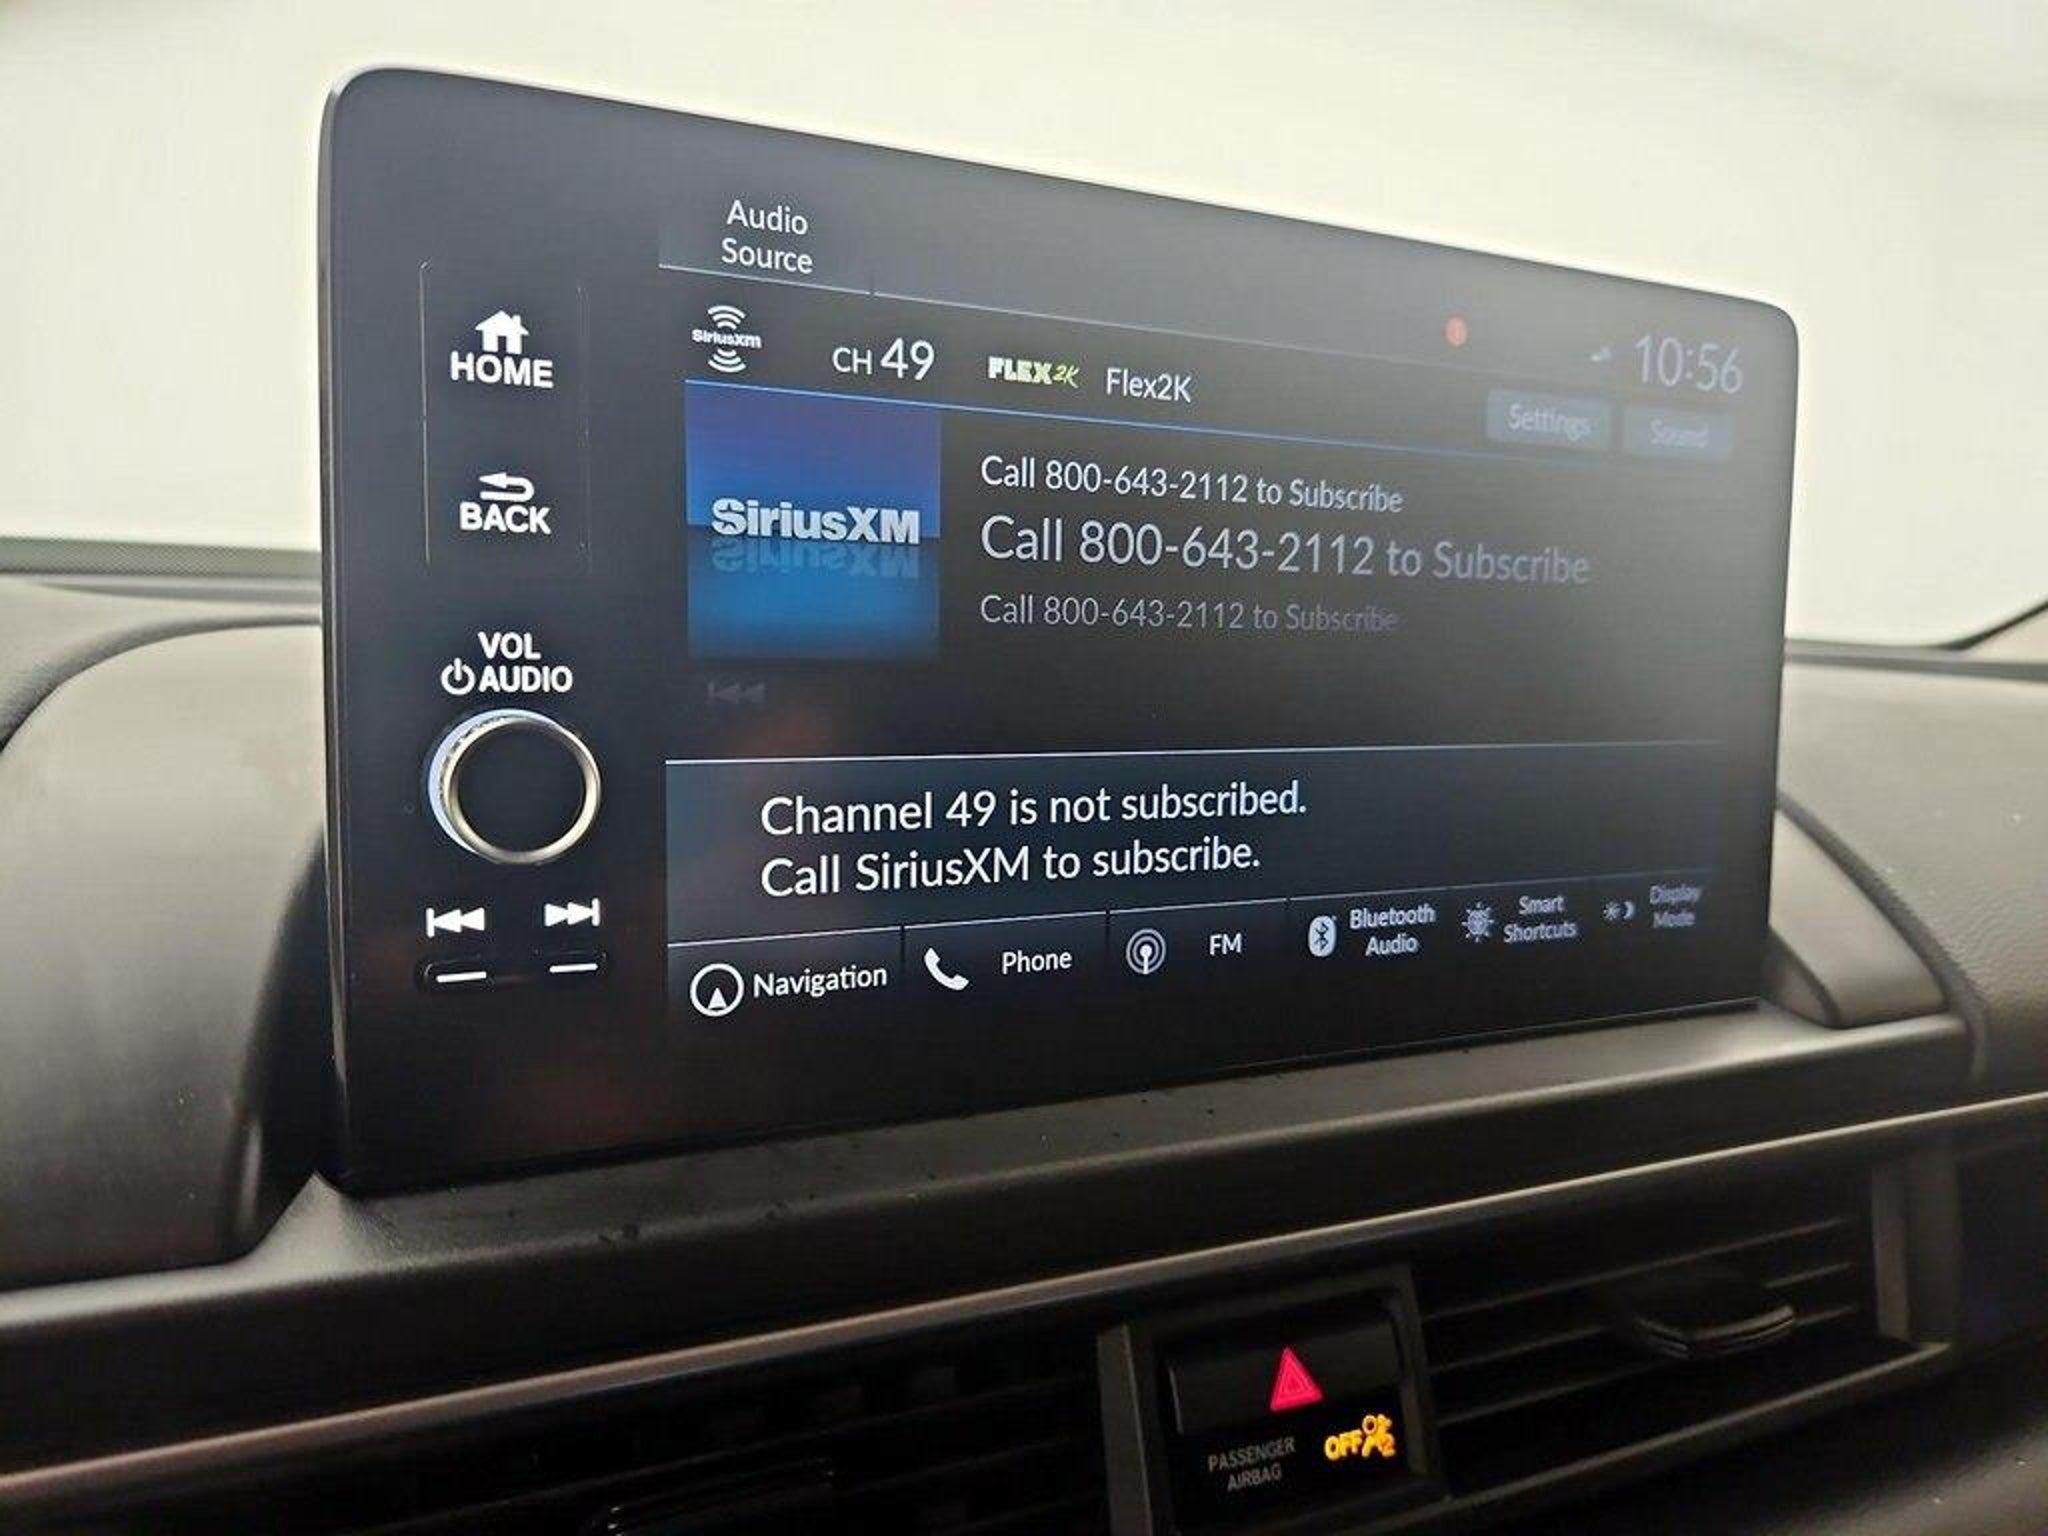 Audio
Source
HOME
SiriusXM
CH 49
FLEX2K
Flex2K
10:56
Settings
Sound
BACK
SiriusXM
Call 800-643-2112 to Subscribe
Call 800-643-2112 to Subscribe
Call 800-643-2112 to Subscribe
VOL
AUDIO
Channel 49 is not subscribed.
Call SiriusXM to subscribe.
Navigation
Phone
FM
Bluetooth
Audio
Smart
Shortcuts
Display
Mode
PASSENGER
AIRBAG
OFF
2